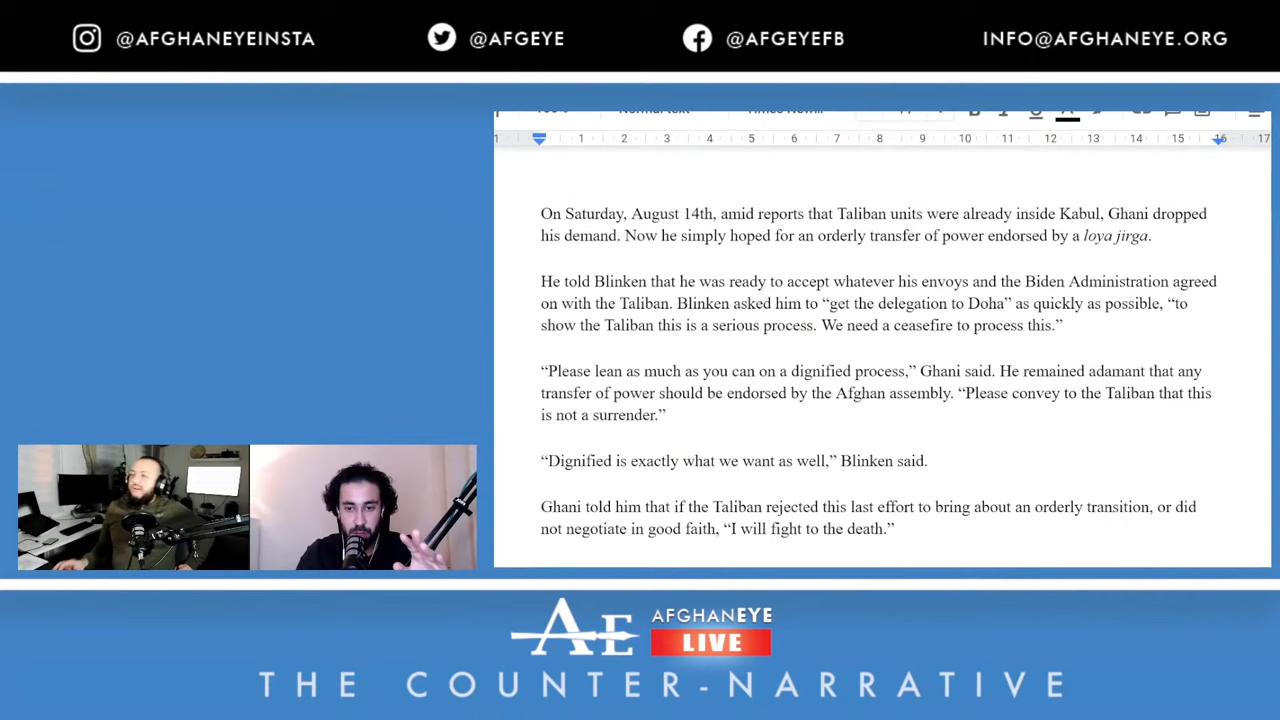 @AFGHANEYEINSTA
@AFGEYE
@AFGEYEFB
INFO@AFGHANEYE.ORG
1 1 2 3 4 5 6 7 8 9 10 11 12 13 14 15 16 17
On Saturday, August 14th, amid reports that Taliban units were already inside Kabul, Ghani dropped
his demand. Now he simply hoped for an orderly transfer of power endorsed by a loya jirga.
He told Blinken that he was ready to accept whatever his envoys and the Biden Administration agreed
on with the Taliban. Blinken asked him to “get the delegation to Doha” as quickly as possible, “to
show the Taliban this is a serious process. We need a ceasefire to process this.”
“Please lean as much as you can on a dignified process,” Ghani said. He remained adamant that any
transfer of power should be endorsed by the Afghan assembly. “Please convey to the Taliban that this
is not a surrender.”
“Dignified is exactly what we want as well,” Blinken said.
Ghani told him that if the Taliban rejected this last effort to bring about an orderly transition, or did
not negotiate in good faith, “I will fight to the death.”
AE
AFGHANEYE
LIVE
THE COUNTER-NARRATIVE